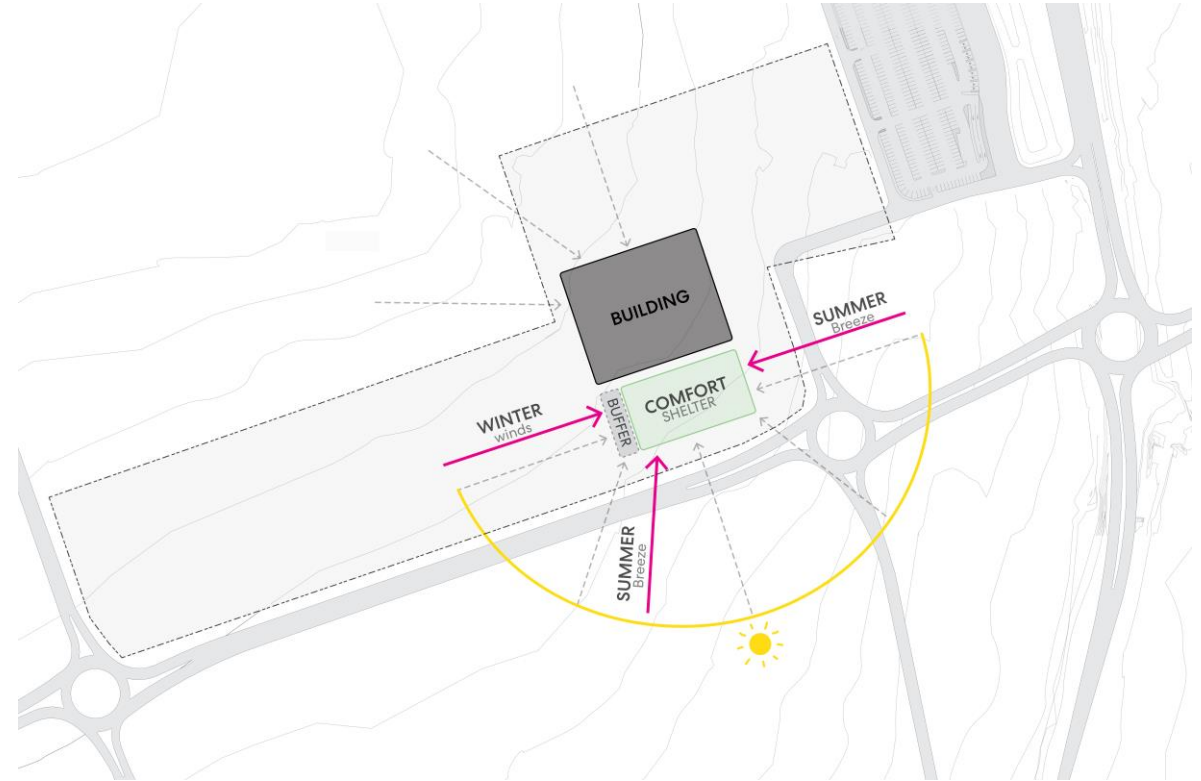 BUILDING
SUMMER
Breeze
WINTER
winds
BUFFER
COMFORT
SHELTER
SUMMER
Breeze